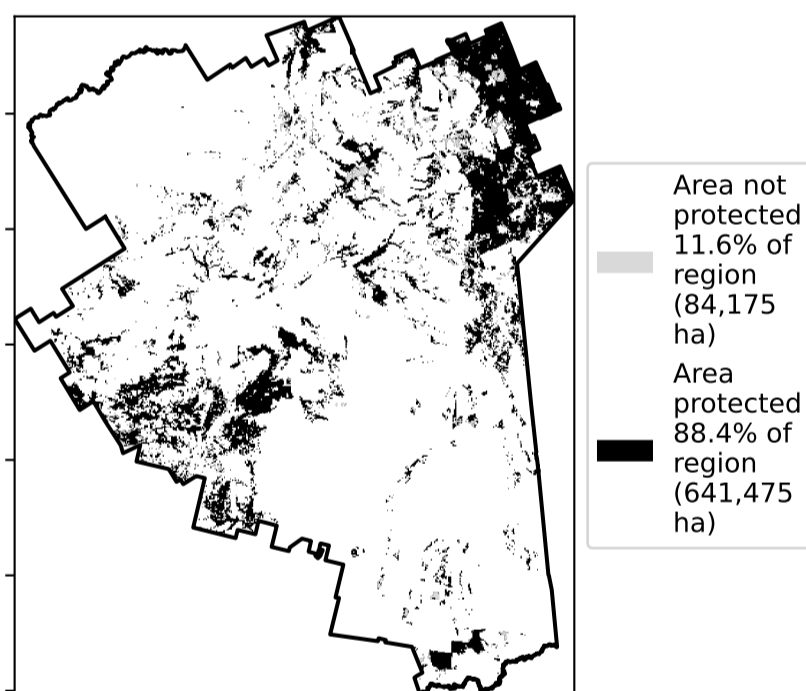 Area not
protected
11.6% of
region
(84,175
ha)
Area
protected
88.4% of
region
(641,475
ha)